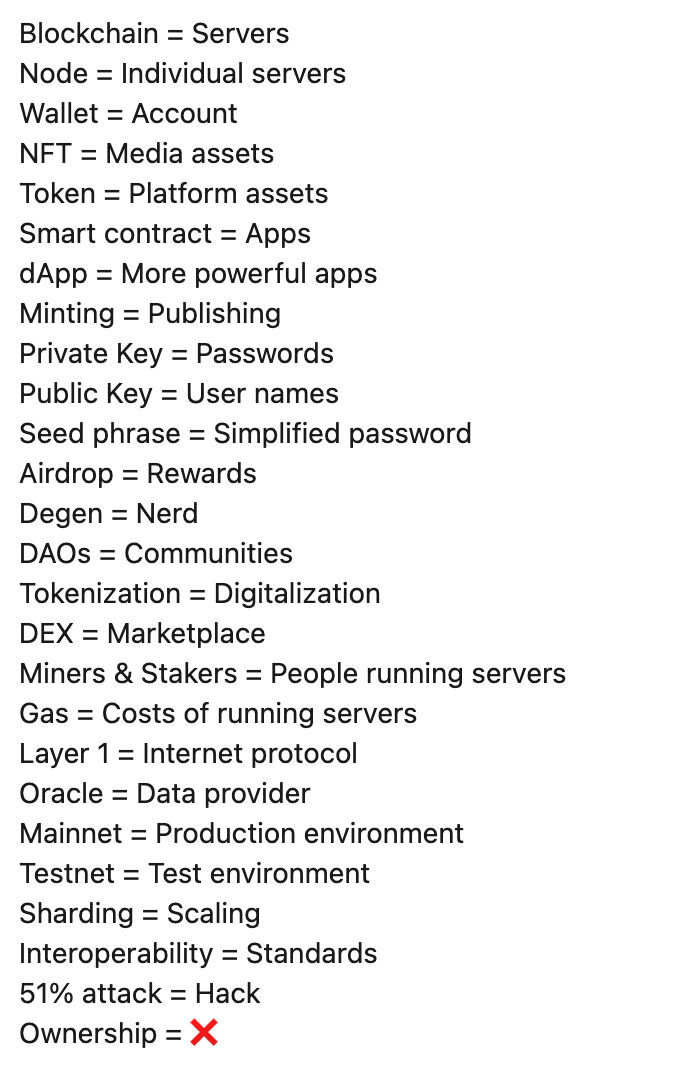 Blockchain = Servers
Node = Individual servers
Wallet = Account
NFT = Media assets
Token = Platform assets
Smart contract = Apps
dApp = More powerful apps
Minting = Publishing
Private Key = Passwords
Public Key = User names
Seed phrase = Simplified password
Airdrop = Rewards
Degen = Nerd
DAOs = Communities
Tokenization = Digitalization
DEX = Marketplace
Miners & Stakers = People running servers
Gas = Costs of running servers
Layer 1 = Internet protocol
Oracle = Data provider
Mainnet = Production environment
Testnet = Test environment
Sharding = Scaling
Interoperability = Standards
51% attack = Hack
Ownership = ❌